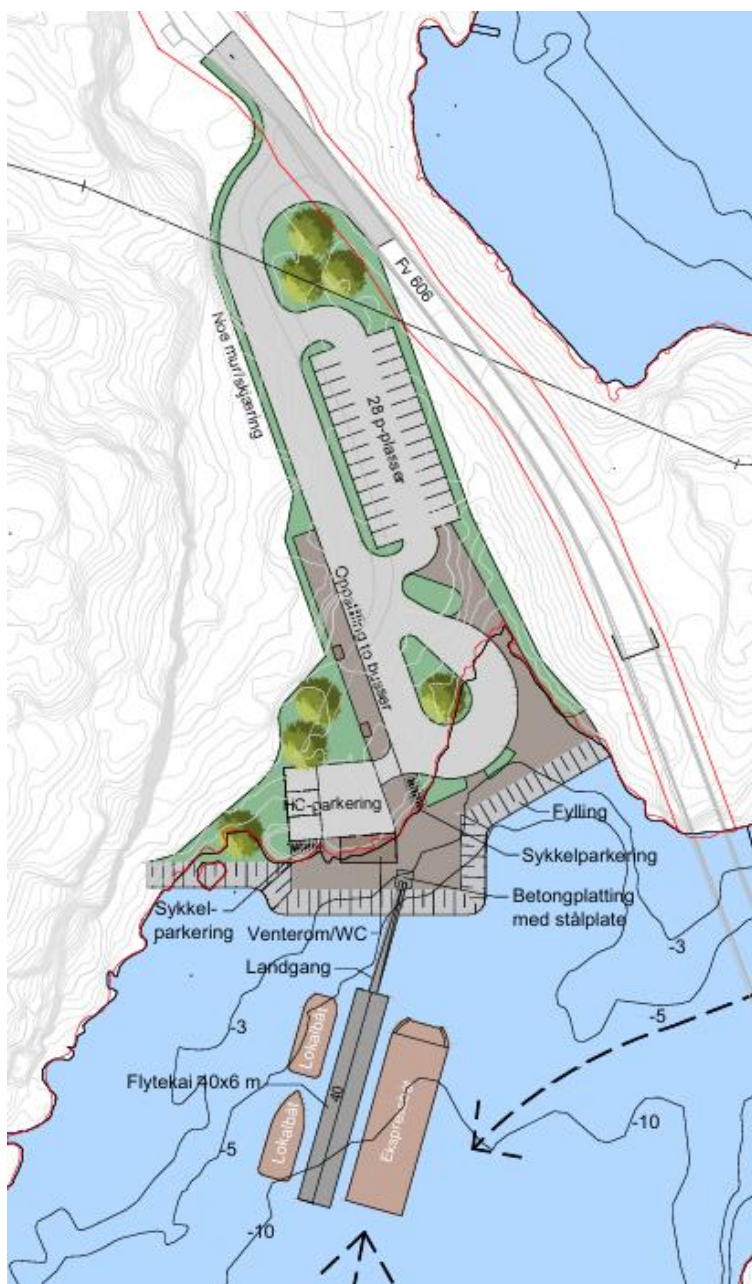 Fv 606
Noe mur/skjæring
28 p-plasser
Oppstilling to busser
HC-parkering
Fylling
Sykkelparkering
Sykkel-
parkering
Betongplatting
med stålplate
Venterom/WC
Landgang
-3
-3
-5
Lokalbåt
Flytekai 40x6 m
40
Ekspressbåt
Lokalbåt
-5
-10
-10